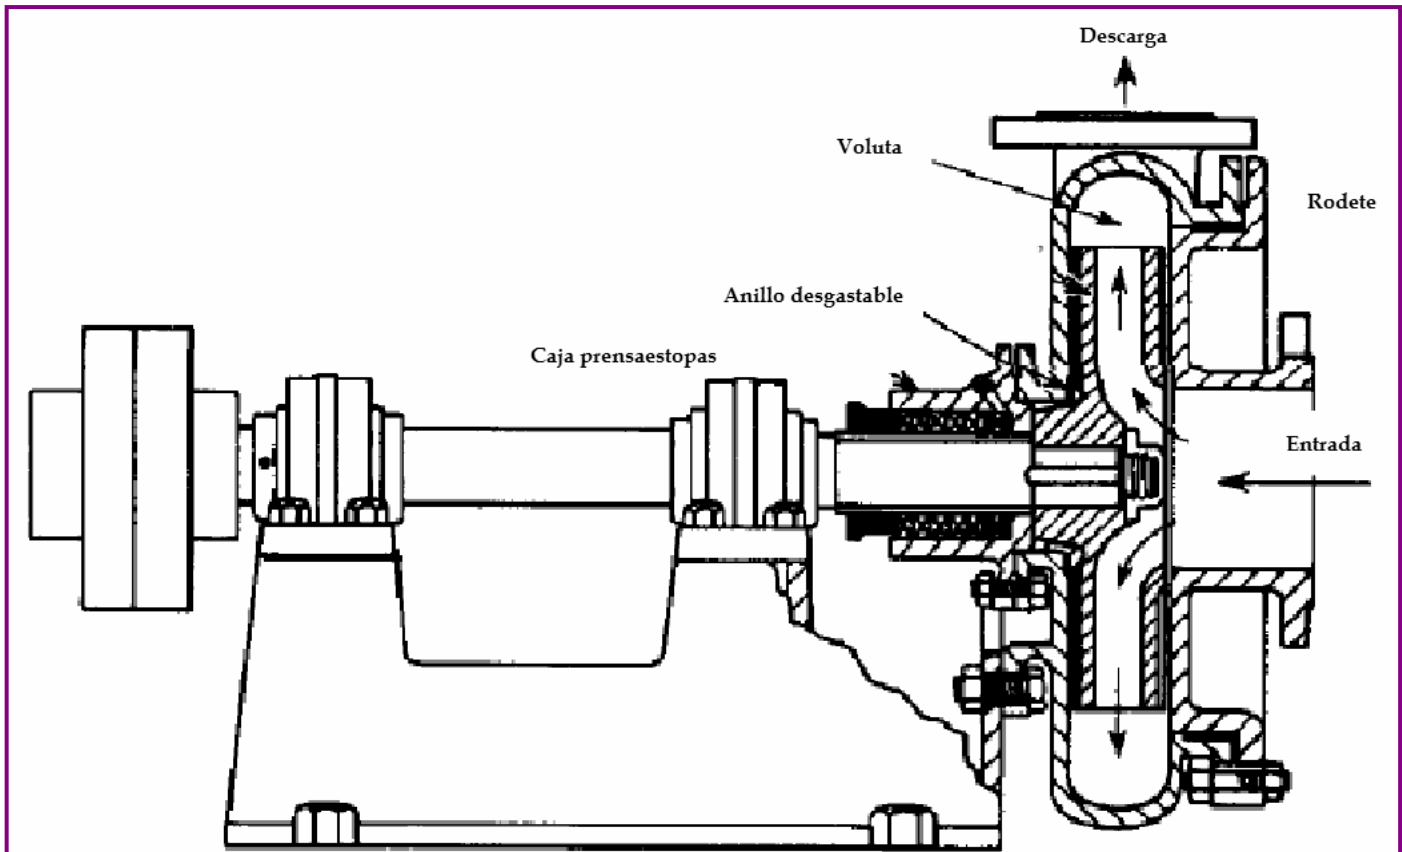 Descarga
Voluta
Rodete
Anillo desgastable
Caja prensaestopas
Entrada